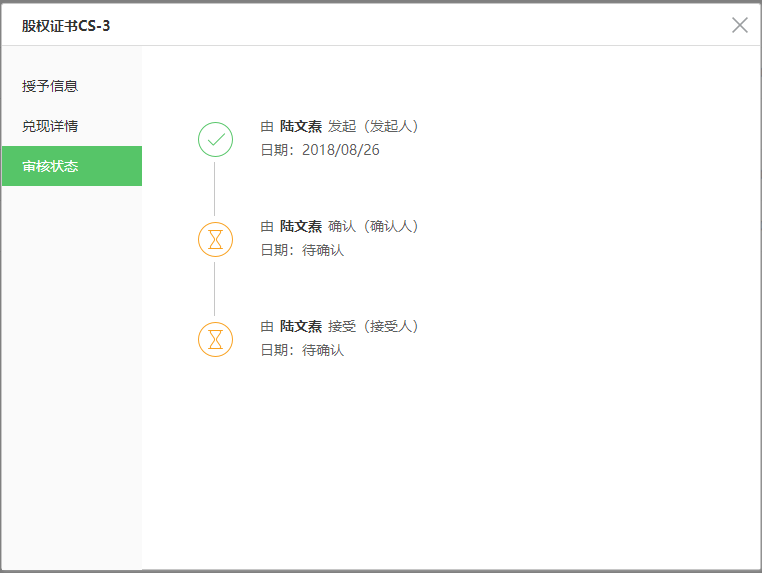 股权证书CS-3
授予信息
兑现详情
审核状态
由 陆文焘 发起（发起人）
日期：2018/08/26
由 陆文焘 确认（确认人）
日期：待确认
由 陆文焘 接受（接受人）
日期：待确认